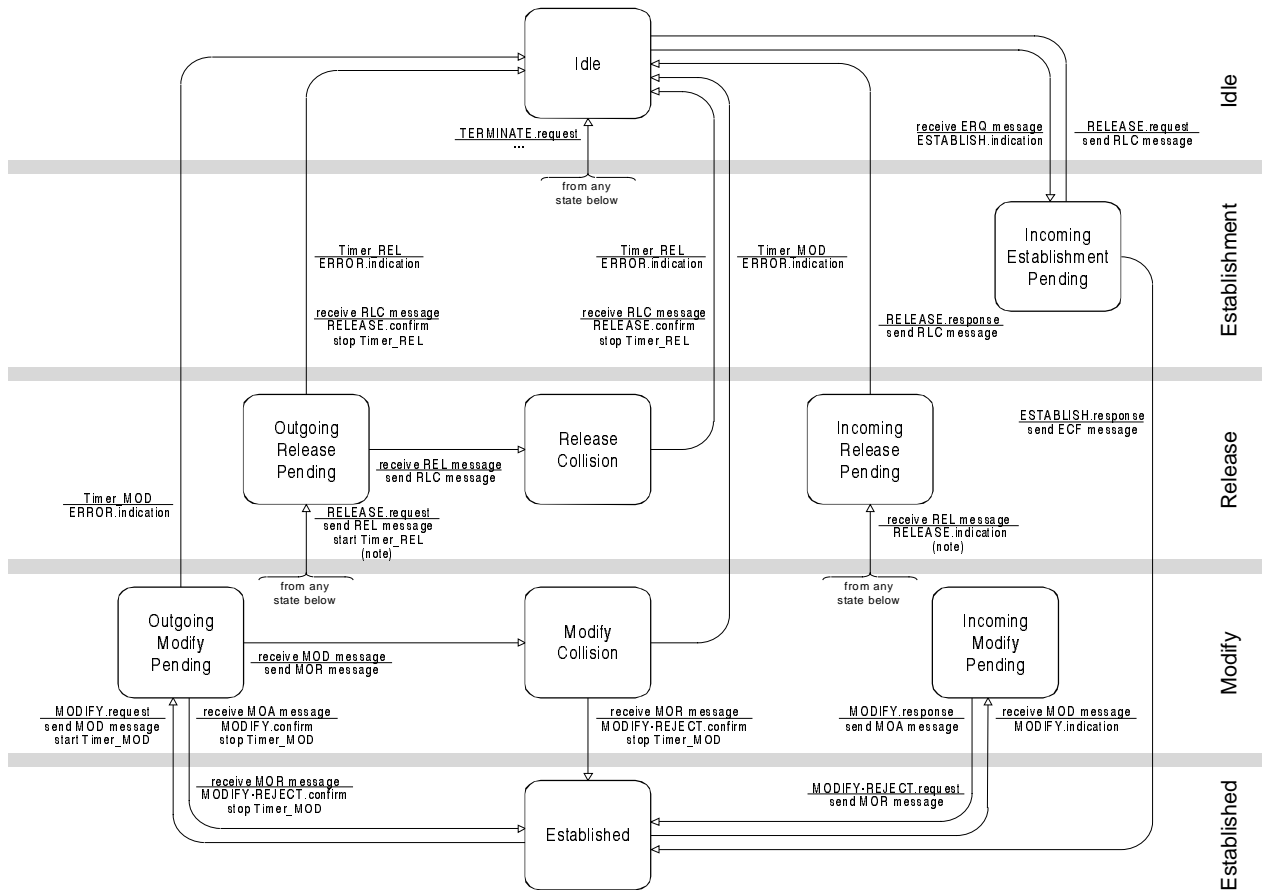 Idle
Idle
TERMINATE.request
...
receive ERQ message
ESTABLISH.indication
RELEASE.request
send RLC message
from any
state below
Incoming
Establishment
Pending
Establishment
Timer_REL
ERROR.indication
Timer_REL
ERROR.indication
Timer_MOD
ERROR.indication
receive RLC message
RELEASE.confirm
stop Timer_REL
receive RLC message
RELEASE.confirm
stop Timer_REL
RELEASE.response
send RLC message
Outgoing
Release
Pending
Release
Collision
Incoming
Release
Pending
ESTABLISH.response
send ECF message
Release
receive REL message
send RLC message
Timer_MOD
ERROR.indication
RELEASE.request
send REL message
start Timer_REL
(note)
receive REL message
RELEASE.indication
(note)
from any
state below
from any
state below
Outgoing
Modify
Pending
Modify
Collision
Incoming
Modify
Pending
Modify
receive MOD message
send MOR message
MODIFY.request
send MOD message
start Timer_MOD
receive MOA message
MODIFY.confirm
stop Timer_MOD
receive MOR message
MODIFY-REJECT.confirm
stop Timer_MOD
MODIFY.response
send MOA message
receive MOD message
MODIFY.indication
receive MOR message
MODIFY-REJECT.confirm
stop Timer_MOD
MODIFY-REJECT.request
send MOR message
Established
Established